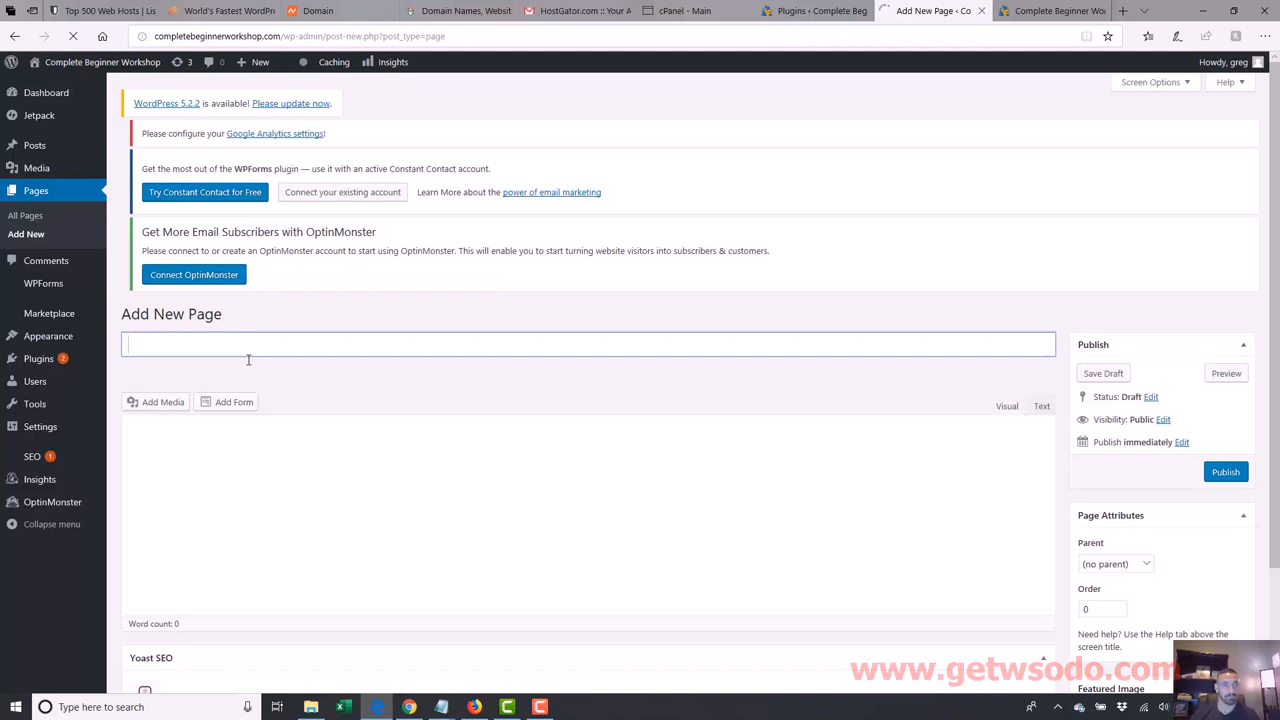 Top 500 Web Hosts | Lis
World's Fastest WordPre
Domain
Domain Names, Websit
HostGator.com :: Your A
cPanel - Main
Plugins < Complete Beg
Add New Page < Co
Complete Beginner Wo
completebeginnerworkshop.com/wp-admin/post-new.php?post_type=page
Complete Beginner Workshop
3
0
New
Caching
Insights
Howdy, greg
Screen Options
Help
Dashboard
Jetpack
Posts
Media
Pages
All Pages
Add New
Comments
WPForms
Marketplace
Appearance
Plugins 2
Users
Tools
Settings
SEO 1
Insights
OptinMonster
Collapse menu
WordPress 5.2.2 is available! Please update now.
Please configure your Google Analytics settings!
Get the most out of the WPForms plugin — use it with an active Constant Contact account.
Try Constant Contact for Free
Connect your existing account
Learn More about the power of email marketing
Get More Email Subscribers with OptinMonster
Please connect to or create an OptinMonster account to start using OptinMonster. This will enable you to start turning website visitors into subscribers & customers.
Connect OptinMonster
Add New Page
Add Media
Add Form
Visual
Text
Word count: 0
Yoast SEO
Publish
Save Draft
Preview
Status: Draft Edit
Visibility: Public Edit
Publish immediately Edit
Publish
Page Attributes
Parent
(no parent)
Order
0
Need help? Use the Help tab above the
screen title.
Featured Image
www.getwsodo.com
Type here to search